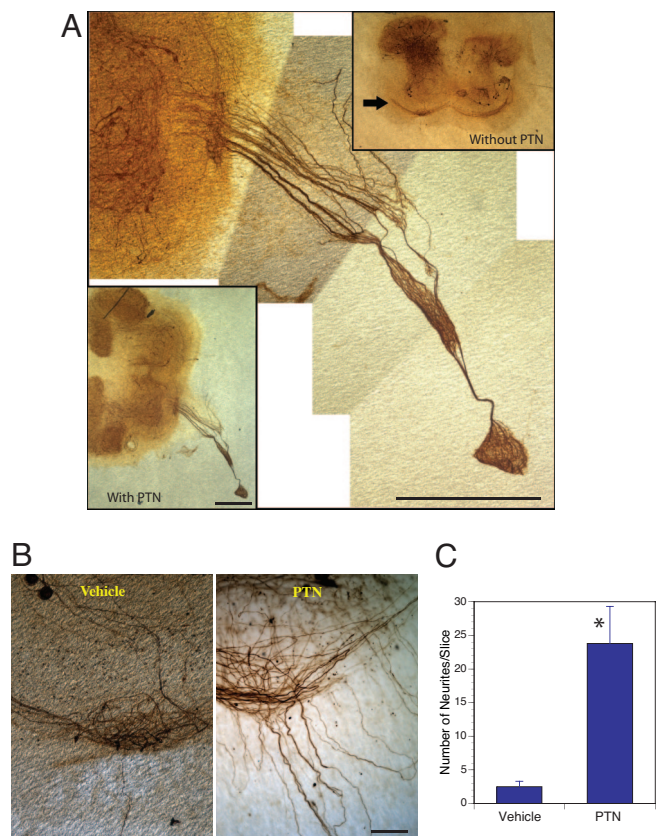 A
Without PTN
With PTN
B
Vehicle
PTN
C
Number of Neurites/Slice
30
25
20
15
10
5
0
*
Vehicle
PTN